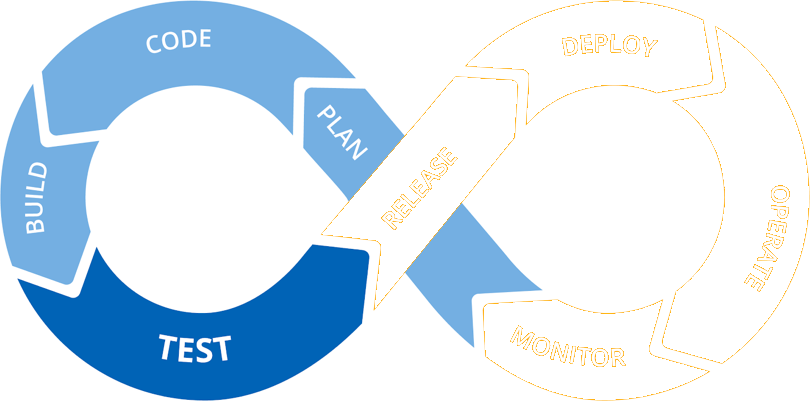 CODE
DEPLOY
PLAN
RELEASE
BUILD
OPERATE
TEST
MONITOR